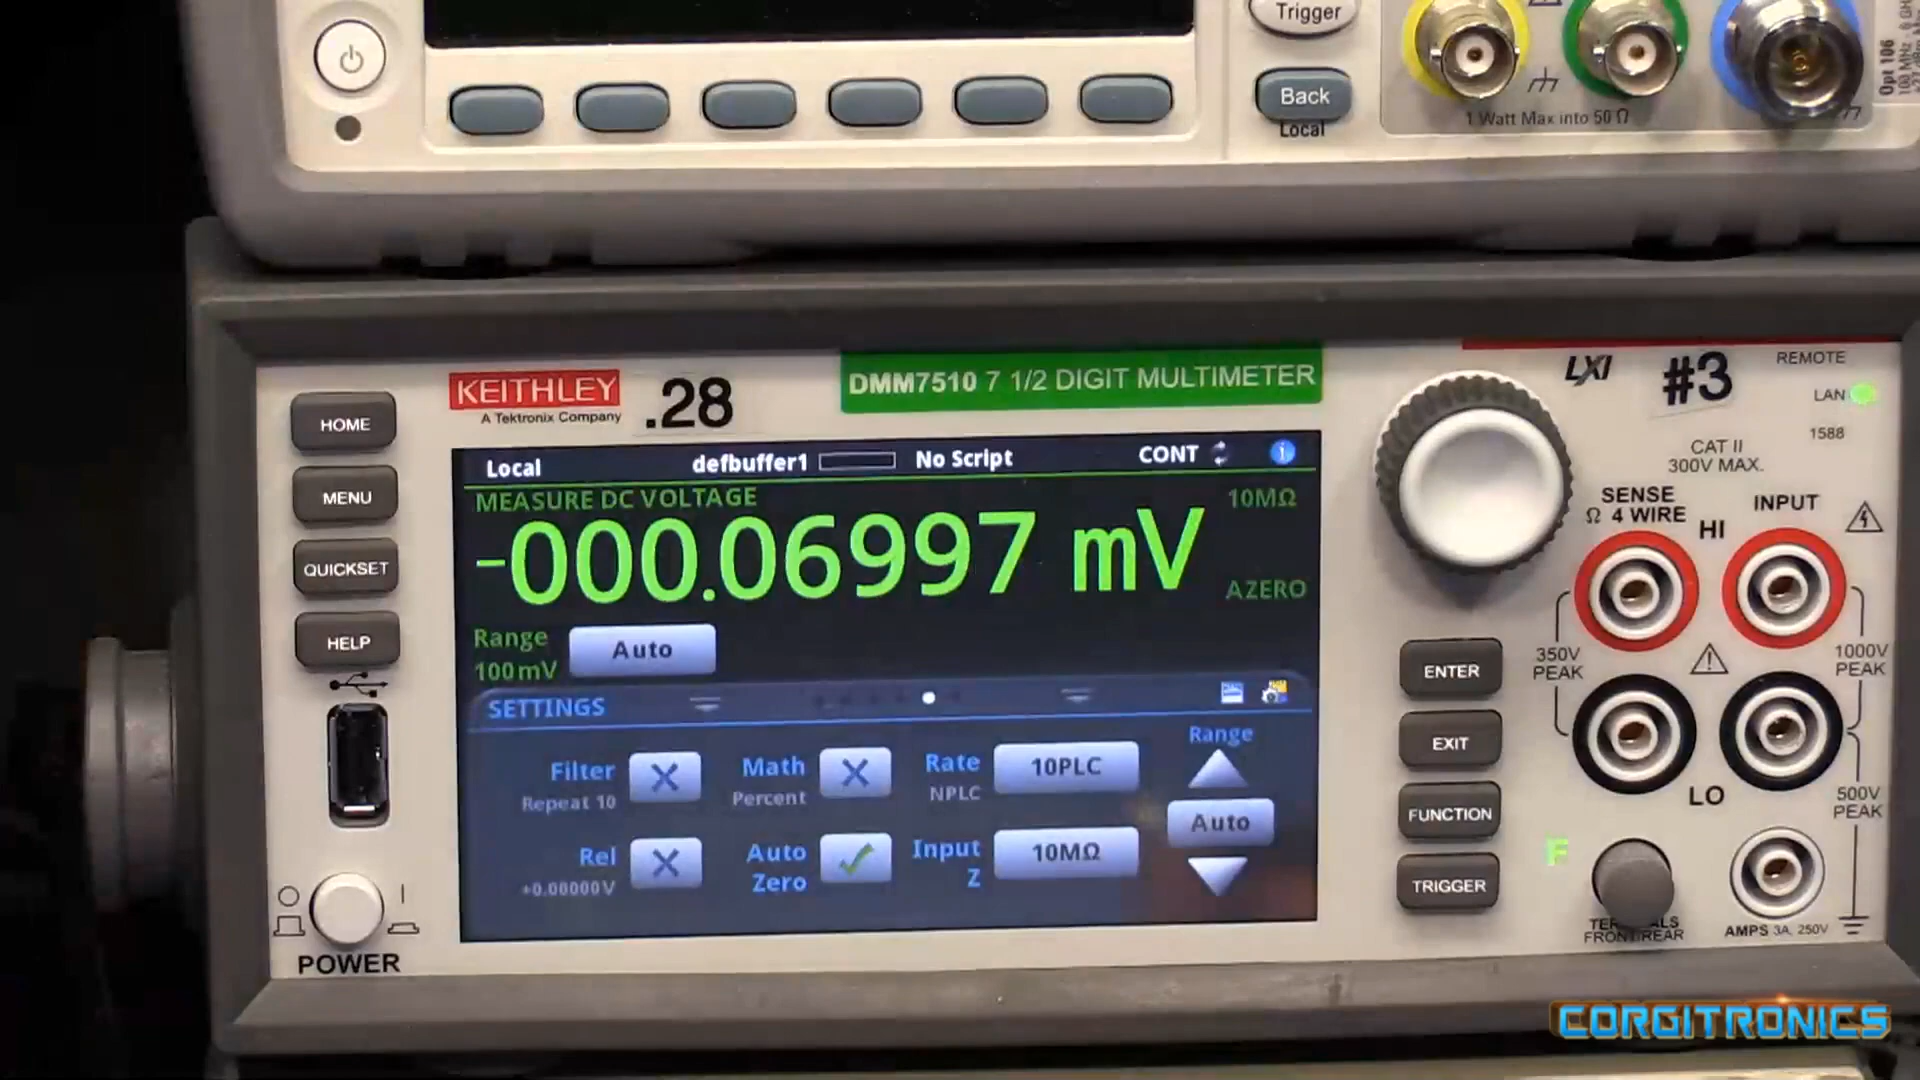 Trigger
Back
Local
1 Watt Max into 50 Ω
Opt 106
KEITHLEY
A Tektronix Company
.28
DMM7510 7 1/2 DIGIT MULTIMETER
LXI
#3
REMOTE
LAN
1588
HOME
MENU
QUICKSET
HELP
POWER
Local
defbuffer1
No Script
CONT
i
MEASURE DC VOLTAGE
10MΩ
-000.06997 mV
AZERO
Range
100mV
Auto
SETTINGS
Filter
Repeat 10
Math
Percent
Rate
NPLC
10PLC
Range
Auto
Rel
+0.00000V
Auto
Zero
Input
Z
10MΩ
CAT II
300V MAX.
SENSE
Ω 4 WIRE
HI
INPUT
350V
PEAK
1000V
PEAK
LO
500V
PEAK
ENTER
EXIT
FUNCTION
TRIGGER
F
TERMINALS
FRONT/REAR
AMPS 3A, 250V
CORGITRONICS